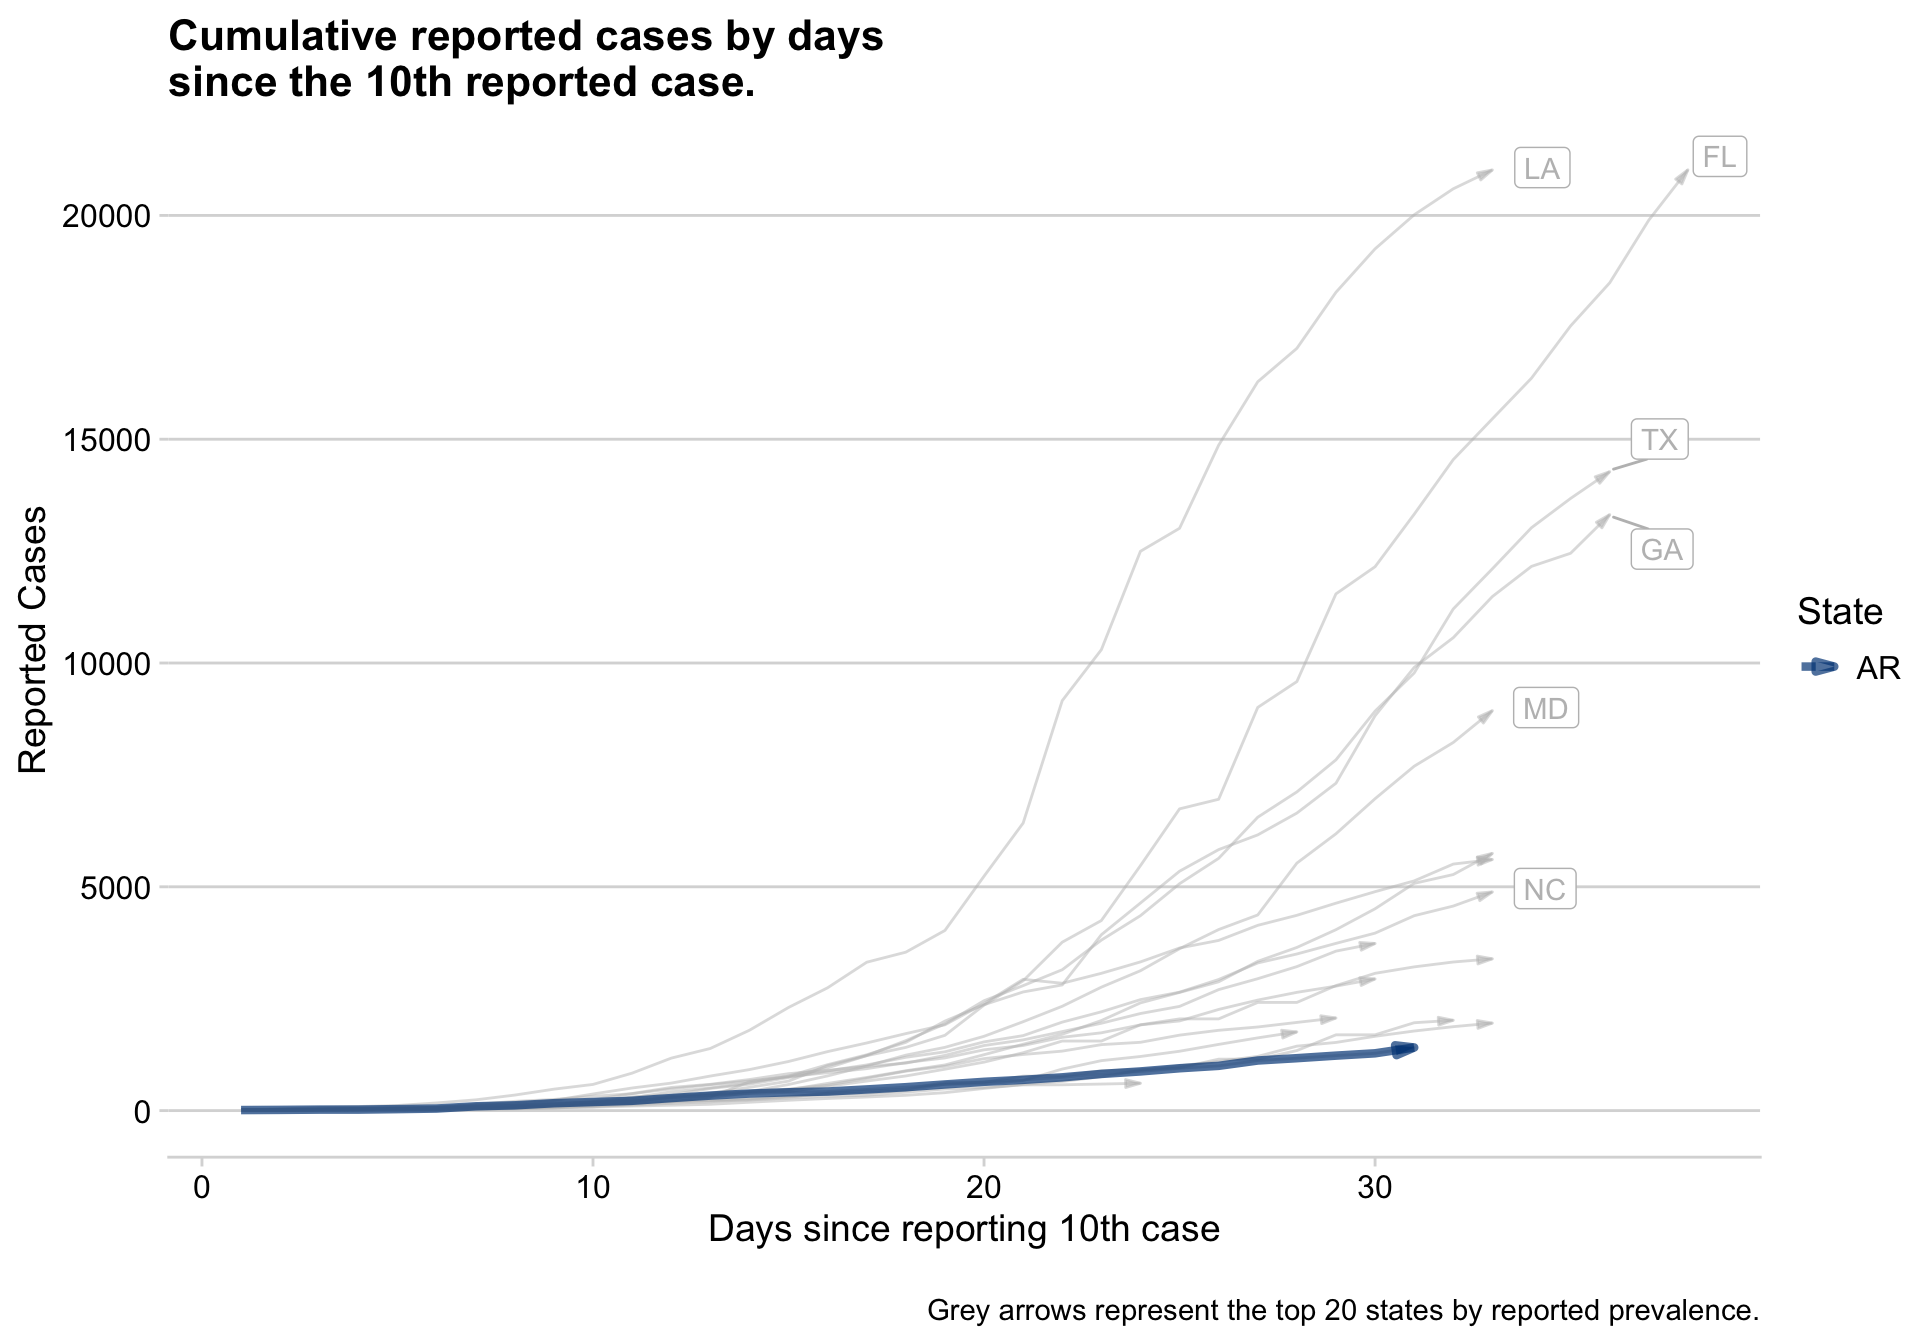 Cumulative reported cases by days
since the 10th reported case.
LA
FL
20000
TX
15000
GA
State
AR
10000
MD
Reported Cases
5000
NC
0
0 10 20 30
Days since reporting 10th case
Grey arrows represent the top 20 states by reported prevalence.